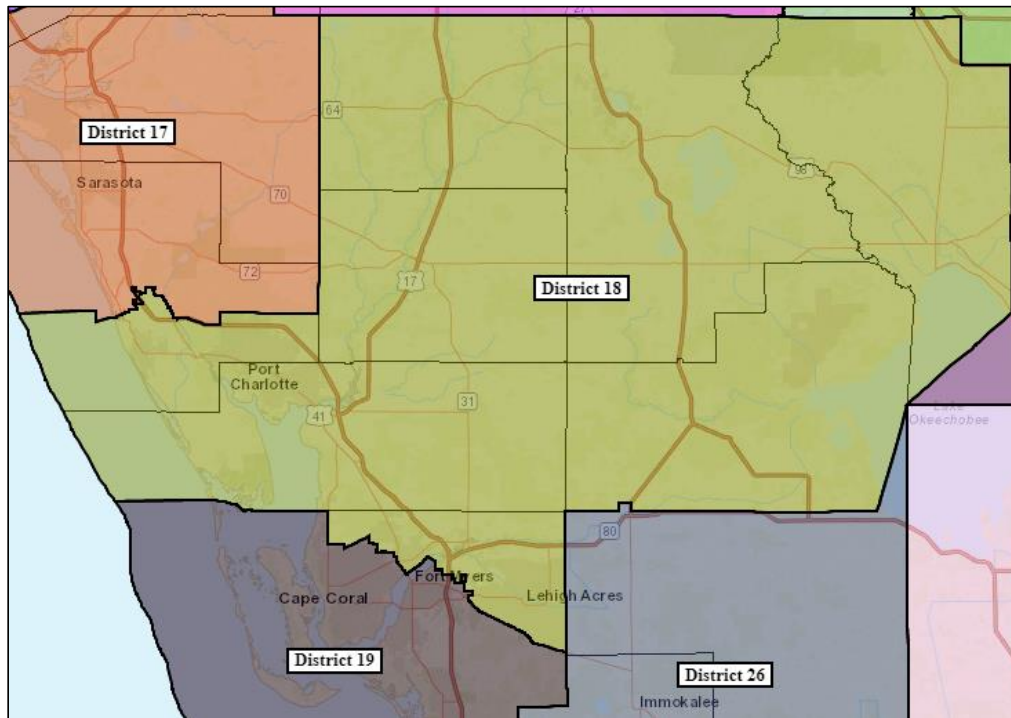 27
64
District 17
98
Sarasota
70
72
17
District 18
Port
Charlotte
31
41
Lake
Okeechobee
80
Fort Myers
Cape Coral
Lehigh Acres
District 19
District 26
Immokalee